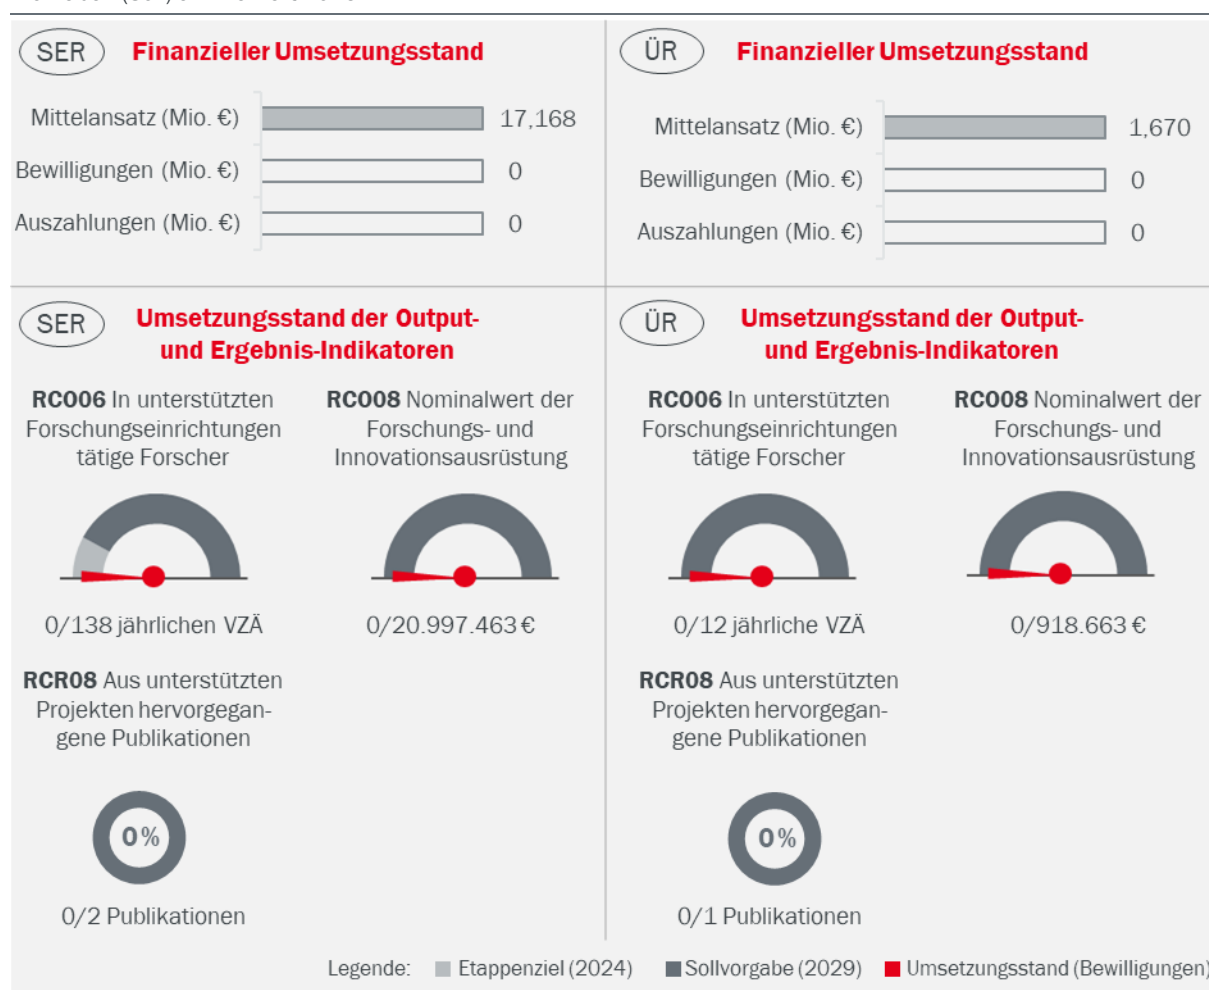 SER Finanzieller Umsetzungsstand
Mittelansatz (Mio. €) 17,168
Bewilligungen (Mio. €) 0
Auszahlungen (Mio. €) 0
ÜR Finanzieller Umsetzungsstand
Mittelansatz (Mio. €) 1,670
Bewilligungen (Mio. €) 0
Auszahlungen (Mio. €) 0
SER Umsetzungsstand der Output-
und Ergebnis-Indikatoren
RCO06 In unterstützten
Forschungseinrichtungen
tätige Forscher
0/138 jährlichen VZÄ
RCO08 Nominalwert der
Forschungs- und
Innovationsausrüstung
0/20.997.463 €
RCR08 Aus unterstützten
Projekten hervorgegan-
gene Publikationen
0%
0/2 Publikationen
ÜR Umsetzungsstand der Output-
und Ergebnis-Indikatoren
RCO06 In unterstützten
Forschungseinrichtungen
tätige Forscher
0/12 jährliche VZÄ
RCO08 Nominalwert der
Forschungs- und
Innovationsausrüstung
0/918.663 €
RCR08 Aus unterstützten
Projekten hervorgegan-
gene Publikationen
0%
0/1 Publikationen
Legende: Etappenziel (2024) Sollvorgabe (2029) Umsetzungsstand (Bewilligungen)